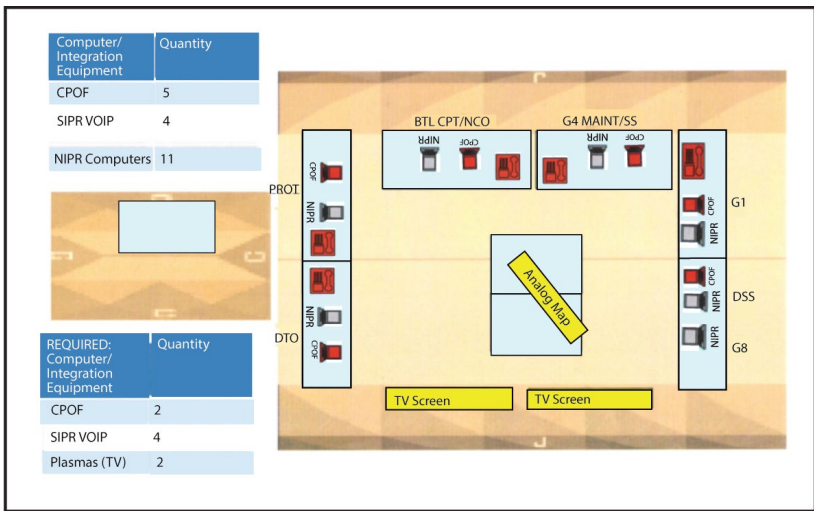 Computer/
Integration
Equipment
Quantity
CPOF
5
SIPR VOIP
4
NIPR Computers
11
REQUIRED:
Computer/
Integration
Equipment
Quantity
CPOF
2
SIPR VOIP
4
Plasmas (TV)
2
PROT
CPOF
NIPR
DTO
NIPR
CPOF
BTL CPT/NCO
NIPR
CPOF
G4 MAINT/SS
NIPR
CPOF
G1
CPOF
NIPR
DSS
CPOF
NIPR
G8
NIPR
Analog Map
TV Screen
TV Screen